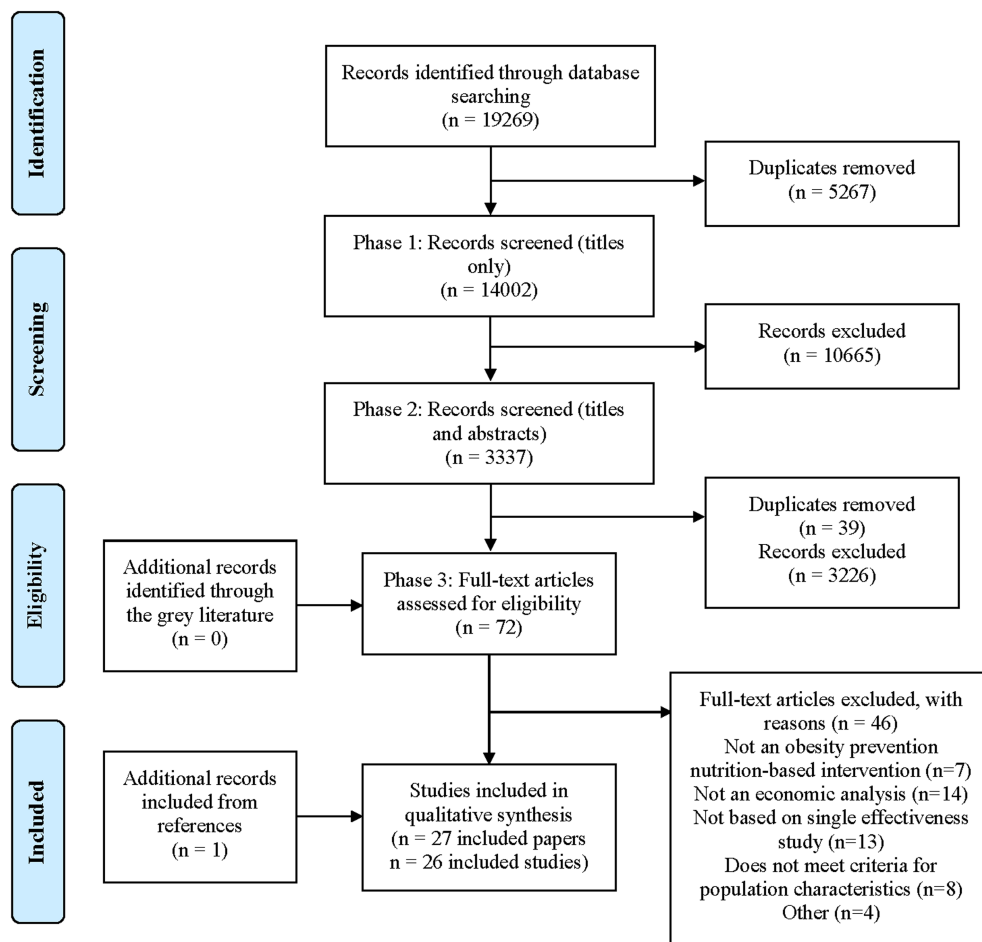 Identification
Records identified through database
searching
(n = 19269)
Duplicates removed
(n = 5267)
Screening
Phase 1: Records screened (titles
only)
(n = 14002)
Records excluded
(n = 10665)
Phase 2: Records screened (titles
and abstracts)
(n = 3337)
Eligibility
Duplicates removed
(n = 39)
Records excluded
(n = 3226)
Additional records
identified through
the grey literature
(n = 0)
Phase 3: Full-text articles
assessed for eligibility
(n = 72)
Full-text articles excluded, with
reasons (n = 46)
Not an obesity prevention
nutrition-based intervention (n=7)
Not an economic analysis (n=14)
Not based on single effectiveness
study (n=13)
Does not meet criteria for
population characteristics (n=8)
Other (n=4)
Included
Additional records
included from
references
(n = 1)
Studies included in
qualitative synthesis
(n = 27 included papers
n = 26 included studies)